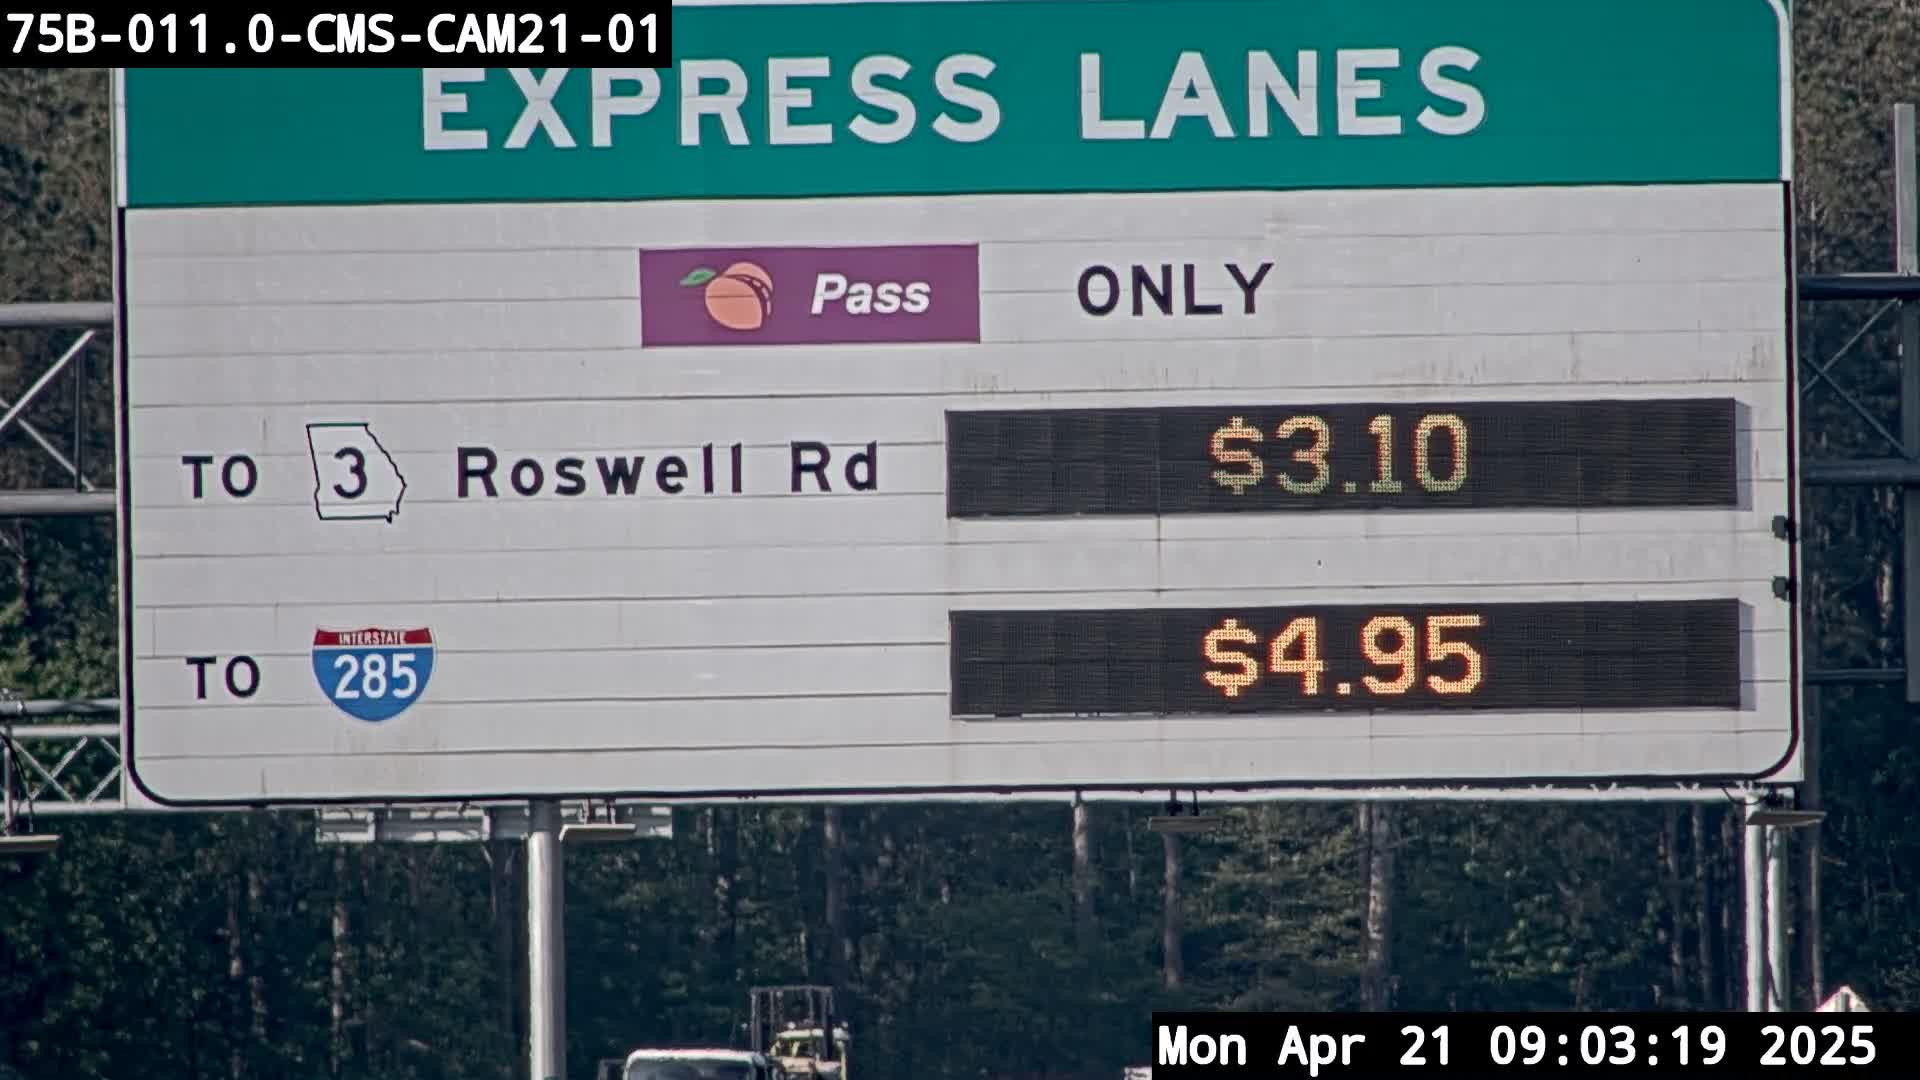 75B-011.0-CMS-CAM21-01
EXPRESS LANES
Pass ONLY
TO 3 Roswell Rd $3.10
INTERSTATE
TO 285 $4.95
Mon Apr 21 09:03:19 2025